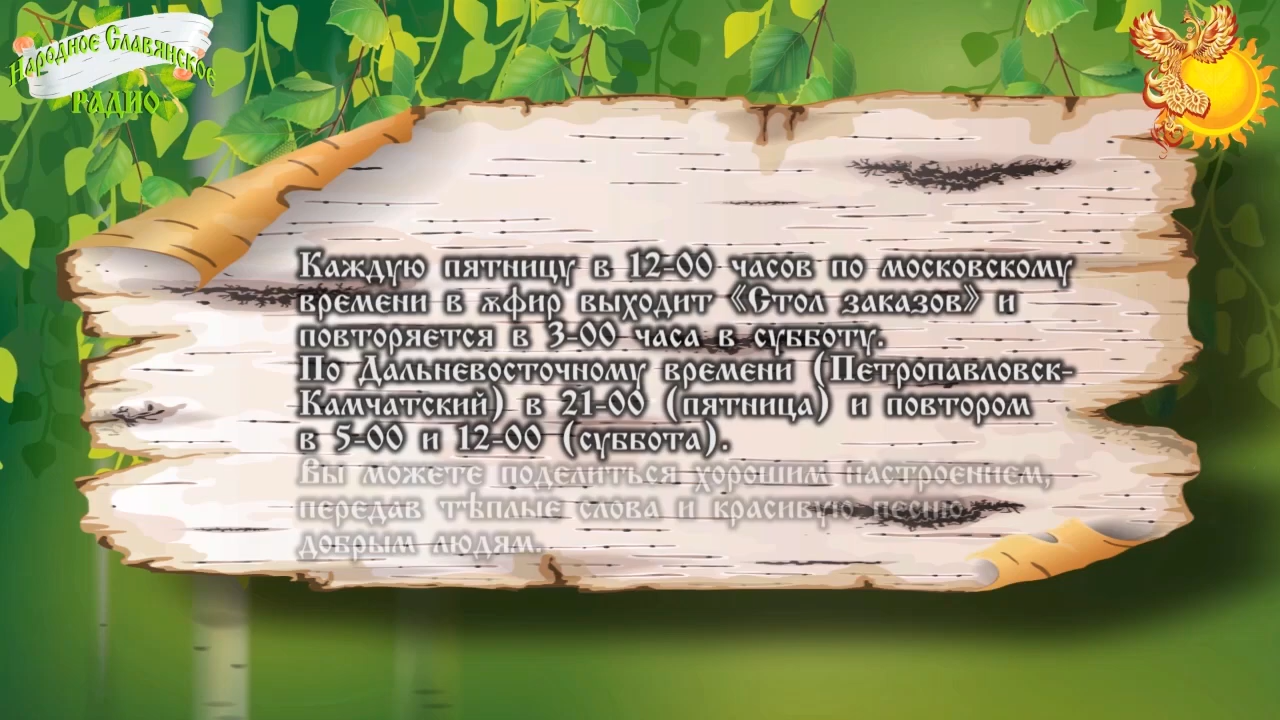 Народное Славянское
РАДИО
Каждую пятницу в 12-00 часов по московскому
времени в ѫфир выходит «Стол заказов» и
повторяется в 3-00 часа в субботу.
По Дальневосточному времени (Петропавловск-
Камчатский) в 21-00 (пятница) и повтором
в 5-00 и 12-00 (суббота).
Вы можете поделиться хорошим настроением,
передав тѣплые слова и красивую песню
добрым людям.